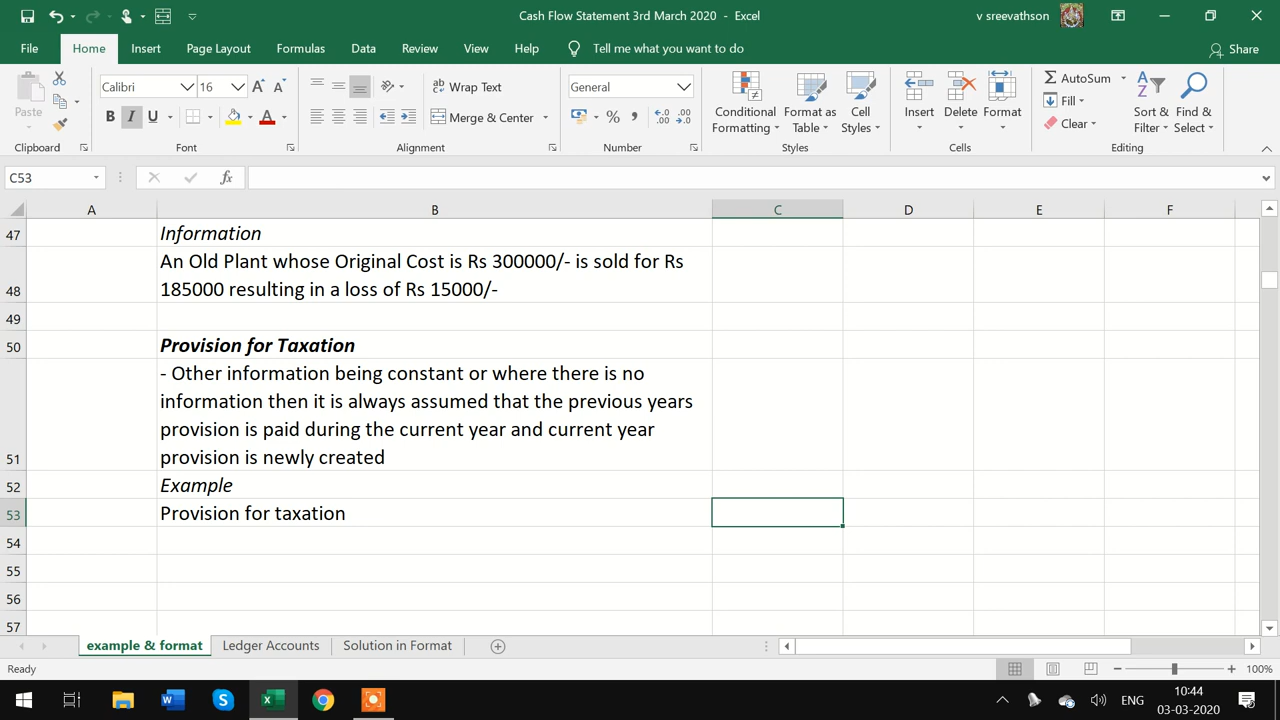 Cash Flow Statement 3rd March 2020 - Excel
v sreevathson
File Home Insert Page Layout Formulas Data Review View Help Tell me what you want to do Share
Calibri 16 Wrap Text General AutoSum
Paste B I U Merge & Center % Conditional Formatting Format as Table Cell Styles Insert Delete Format Fill Clear Sort & Filter Find & Select
Clipboard Font Alignment Number Styles Cells Editing
C53 fx
A B C D E F
47 Information
An Old Plant whose Original Cost is Rs 300000/- is sold for Rs
48 185000 resulting in a loss of Rs 15000/-
49
50 Provision for Taxation
- Other information being constant or where there is no
information then it is always assumed that the previous years
provision is paid during the current year and current year
51 provision is newly created
52 Example
53 Provision for taxation
54
55
56
57
example & format Ledger Accounts Solution in Format
Ready 100%
ENG 10:44
03-03-2020